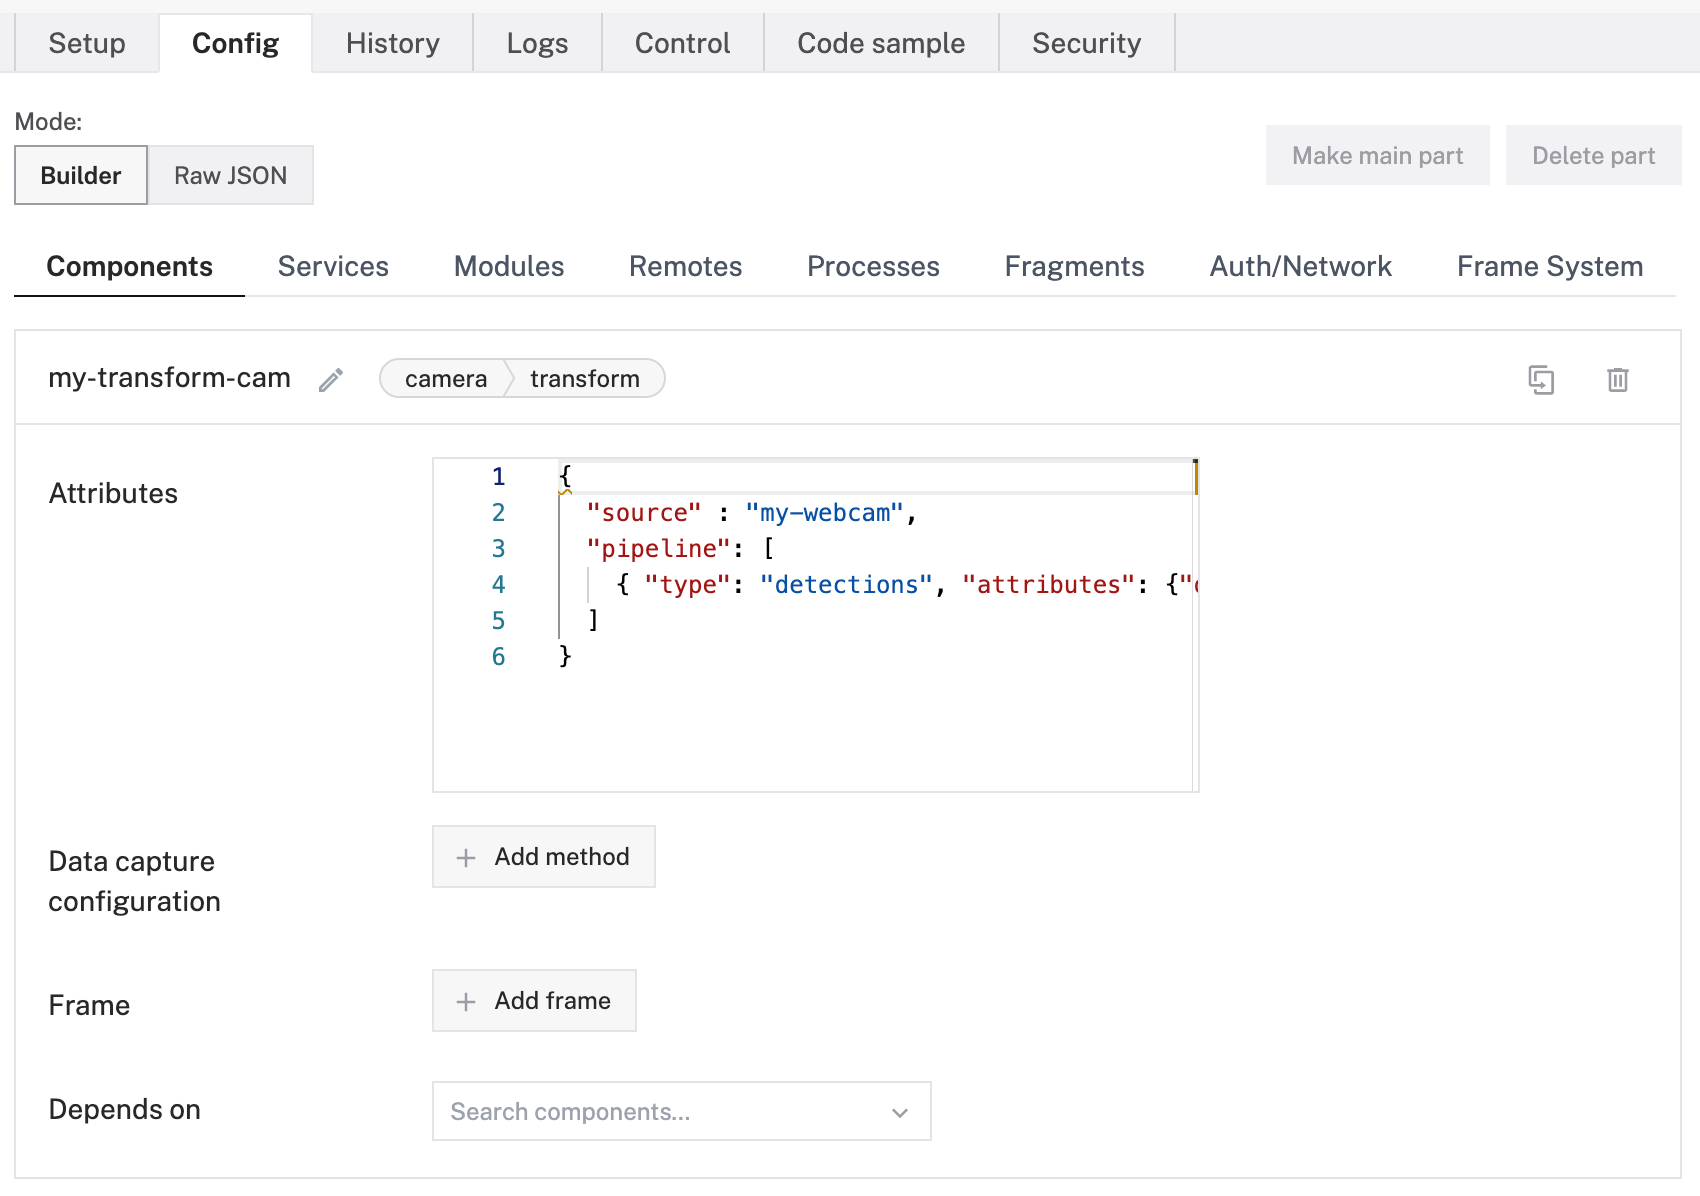 Setup Config History Logs Control Code sample Security
Mode:
Builder Raw JSON Make main part Delete part
Components Services Modules Remotes Processes Fragments Auth/Network Frame System
my-transform-cam camera transform
Attributes
1 {
2 "source" : "my-webcam",
3 "pipeline": [
4 { "type": "detections", "attributes": {"
5 ]
6 }
Data capture
configuration
+ Add method
Frame
+ Add frame
Depends on
Search components...